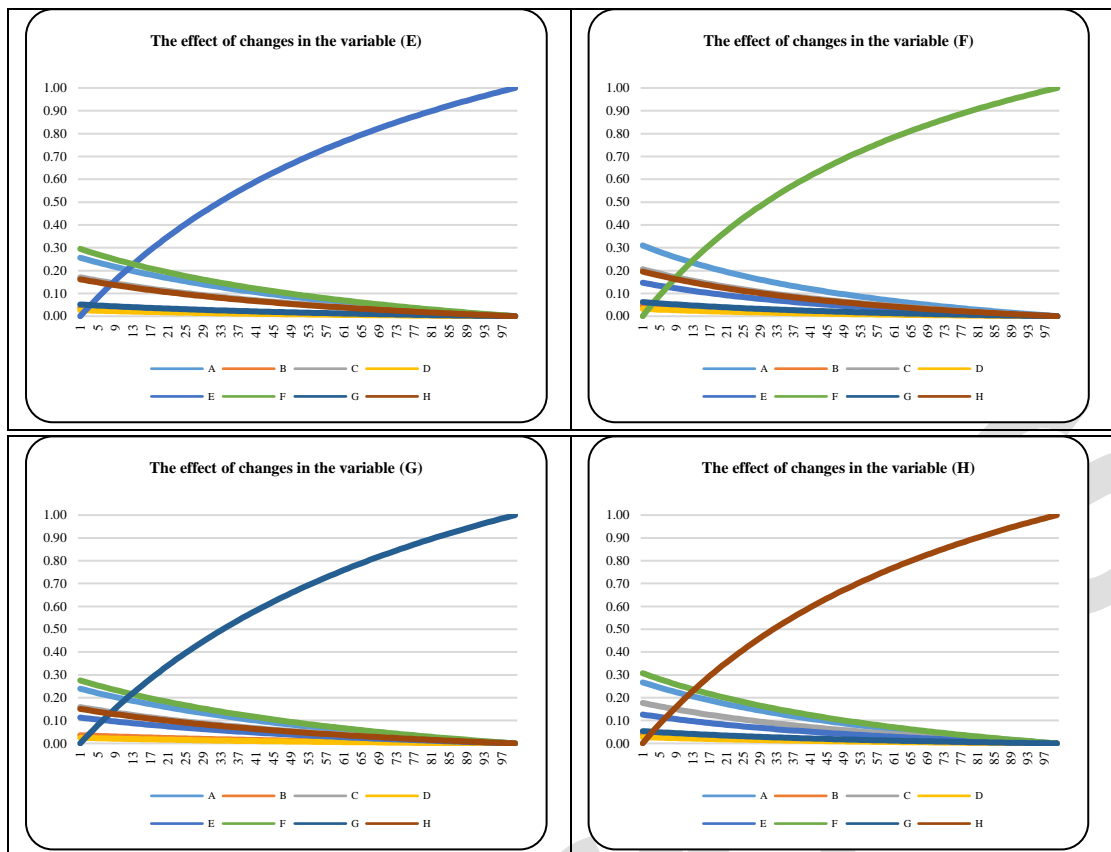 The effect of changes in the variable (E)
1.00
0.90
0.80
0.70
0.60
0.50
0.40
0.30
0.20
0.10
0.00
1 5 9 13 17 21 25 29 33 37 41 45 49 53 57 61 65 69 73 77 81 85 89 93 97
A B C D
E F G H
The effect of changes in the variable (F)
1.00
0.90
0.80
0.70
0.60
0.50
0.40
0.30
0.20
0.10
0.00
1 5 9 13 17 21 25 29 33 37 41 45 49 53 57 61 65 69 73 77 81 85 89 93 97
A B C D
E F G H
The effect of changes in the variable (G)
1.00
0.90
0.80
0.70
0.60
0.50
0.40
0.30
0.20
0.10
0.00
1 5 9 13 17 21 25 29 33 37 41 45 49 53 57 61 65 69 73 77 81 85 89 93 97
A B C D
E F G H
The effect of changes in the variable (H)
1.00
0.90
0.80
0.70
0.60
0.50
0.40
0.30
0.20
0.10
0.00
1 5 9 13 17 21 25 29 33 37 41 45 49 53 57 61 65 69 73 77 81 85 89 93 97
A B C D
E F G H